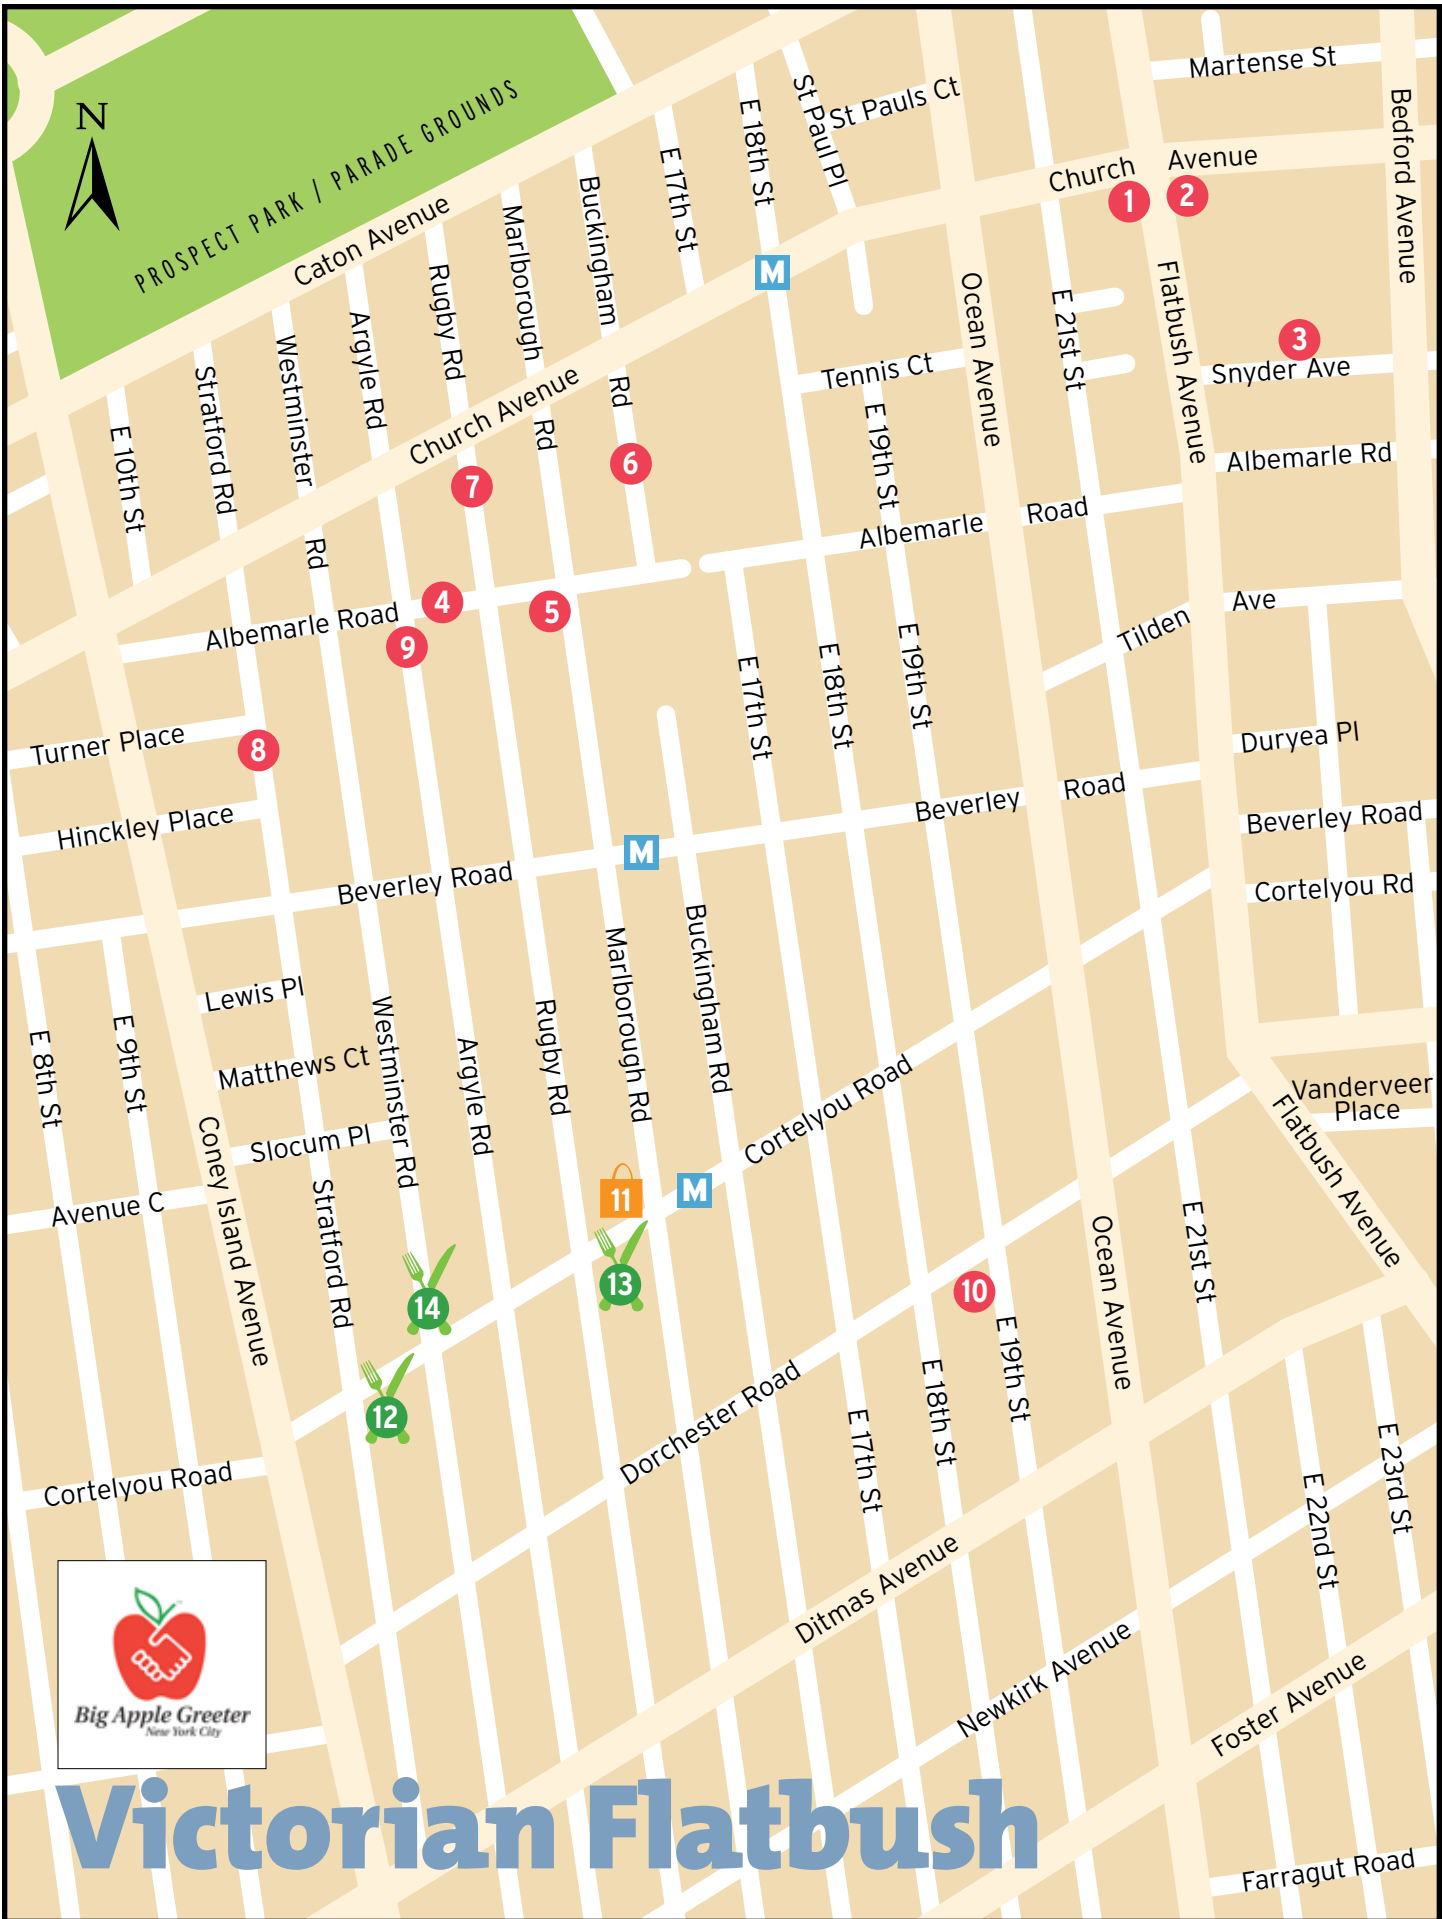 Martense St
Bedford Avenue
St Pauls Ct
St Paul Pl
E 18th St
E 17th St
N
PROSPECT PARK / PARADE GROUNDS
Church Avenue
1
2
Caton Avenue
Buckingham Rd
Marlborough Rd
Rugby Rd
Argyle Rd
Westminster Rd
Stratford Rd
E 10th St
M
Ocean Avenue
E 21st St
Flatbush Avenue
3
Snyder Ave
Tennis Ct
E 19th St
Church Avenue
Albemarle Rd
6
7
Albemarle Road
4
5
9
Albemarle Road
Tilden Ave
E 17th St
E 18th St
E 19th St
Turner Place
8
Duryea Pl
Hinckley Place
Beverley Road
Beverley Road
M
Beverley Road
Cortelyou Rd
Lewis Pl
E 8th St
E 9th St
Matthews Ct
Westminster Rd
Argyle Rd
Rugby Rd
Marlborough Rd
Buckingham Rd
Cortelyou Road
Vanderveer
Place
Flatbush Avenue
Slocum Pl
Coney Island Avenue
Avenue C
Stratford Rd
11
M
13
14
12
10
Ocean Avenue
E 21st St
E 19th St
E 18th St
E 17th St
Dorchester Road
Cortelyou Road
E 23rd St
E 22nd St
Ditmas Avenue
Newkirk Avenue
Foster Avenue
Big Apple Greeter
New York City
Victorian Flatbush
Farragut Road